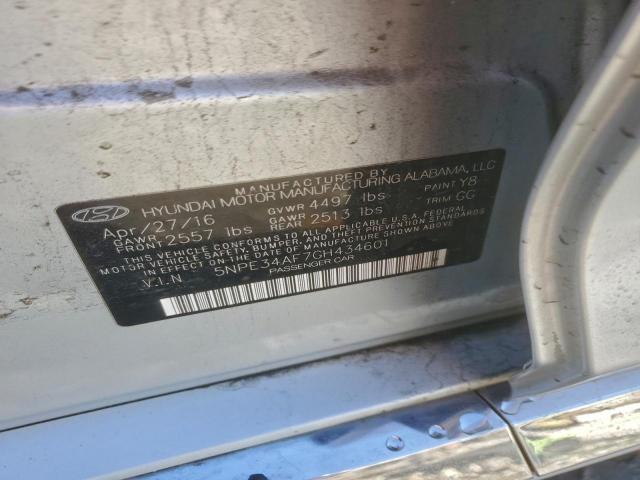 MANUFACTURED BY
HYUNDAI MOTOR MANUFACTURING ALABAMA, LLC
Apr/27/16 GVWR 4497 lbs PAINT Y8
GAWR FRONT 2557 lbs GAWR REAR 2513 lbs TRIM GG
THIS VEHICLE CONFORMS TO ALL APPLICABLE U.S.A. FEDERAL
MOTOR VEHICLE SAFETY, BUMPER, AND THEFT PREVENTION STANDARDS
IN EFFECT ON THE DATE OF MANUFACTURE SHOWN ABOVE.
V.I.N 5NPE34AF7GH434601
PASSENGER CAR